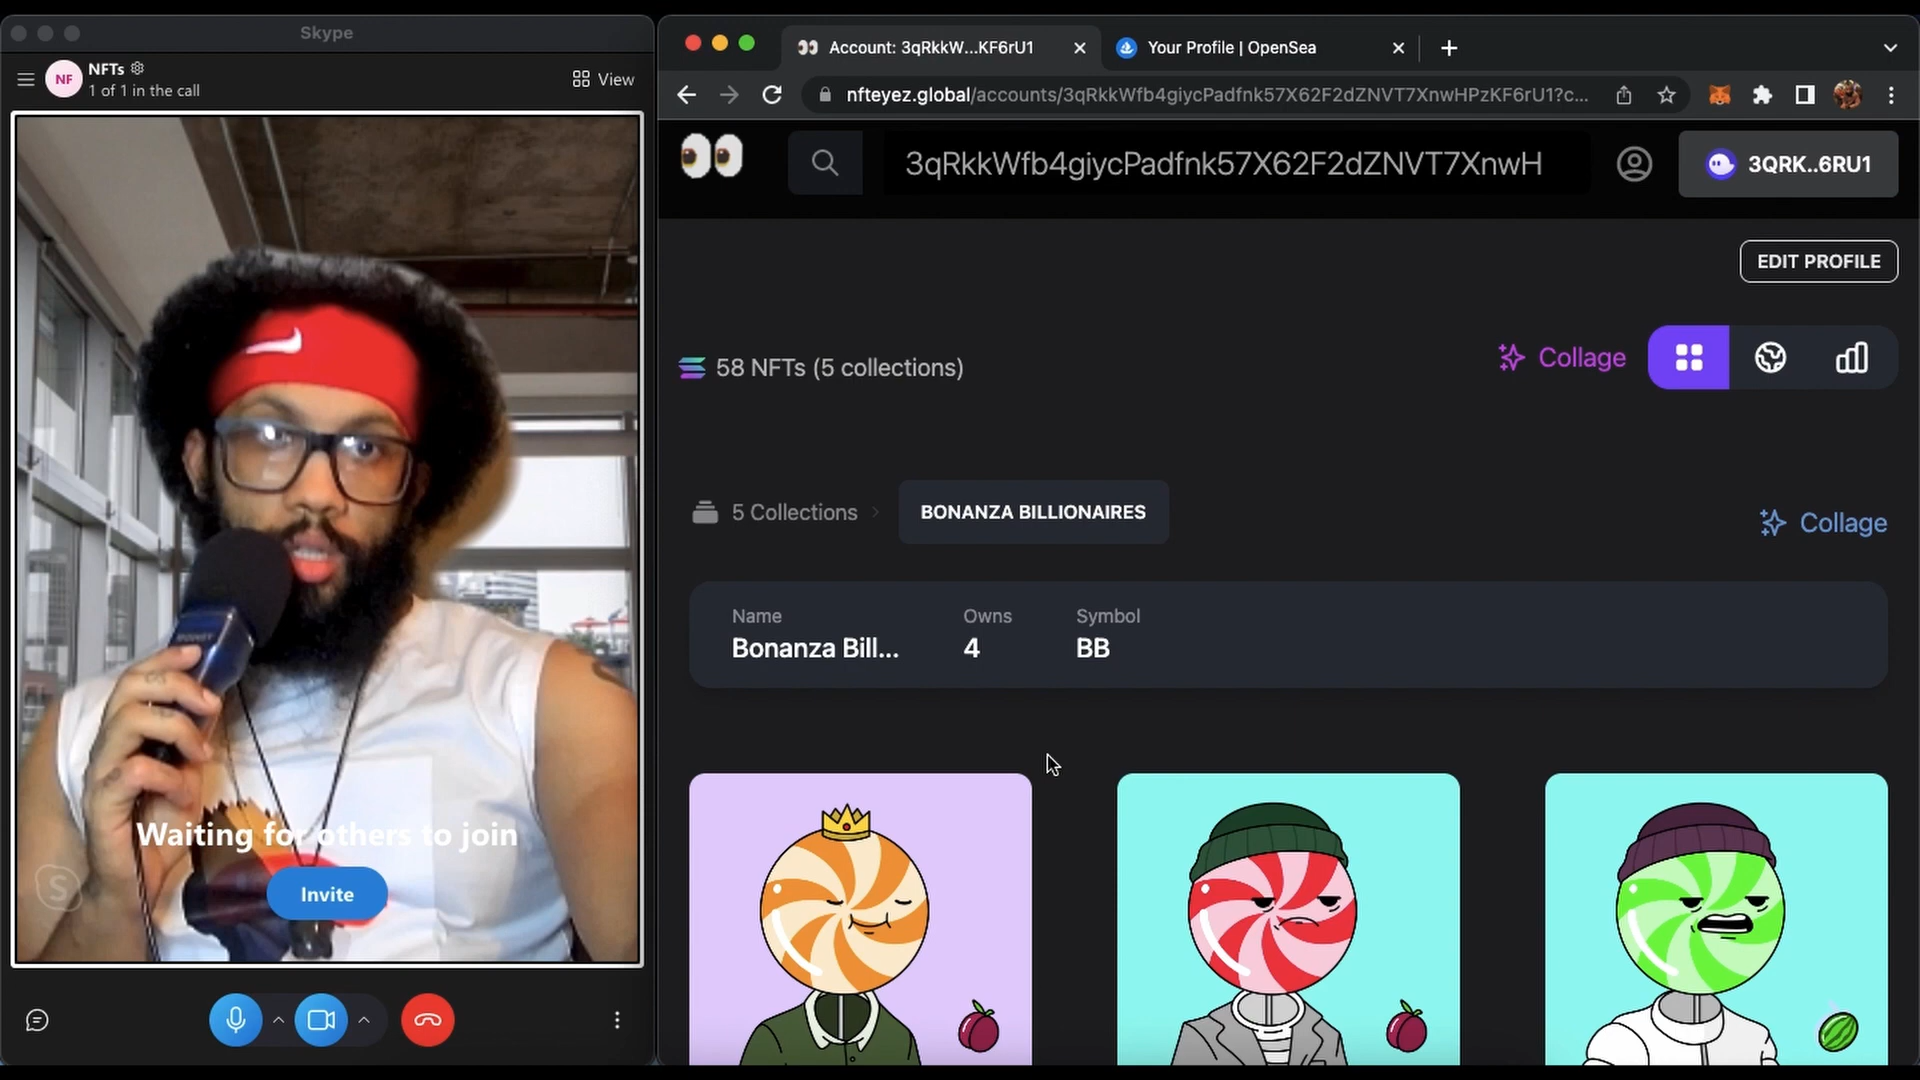 Skype
NF
NFTs
1 of 1 in the call
View
Waiting for others to join
Invite
Account: 3qRkkW...KF6rU1
Your Profile | OpenSea
nfteyez.global/accounts/3qRkkWfb4giycPadfnk57X62F2dZNVT7XnwHPzKF6rU1?c...
3qRkkWfb4giycPadfnk57X62F2dZNVT7XnwH
3QRK..6RU1
EDIT PROFILE
58 NFTs (5 collections)
Collage
5 Collections
BONANZA BILLIONAIRES
Collage
Name Owns Symbol
Bonanza Bill... 4 BB